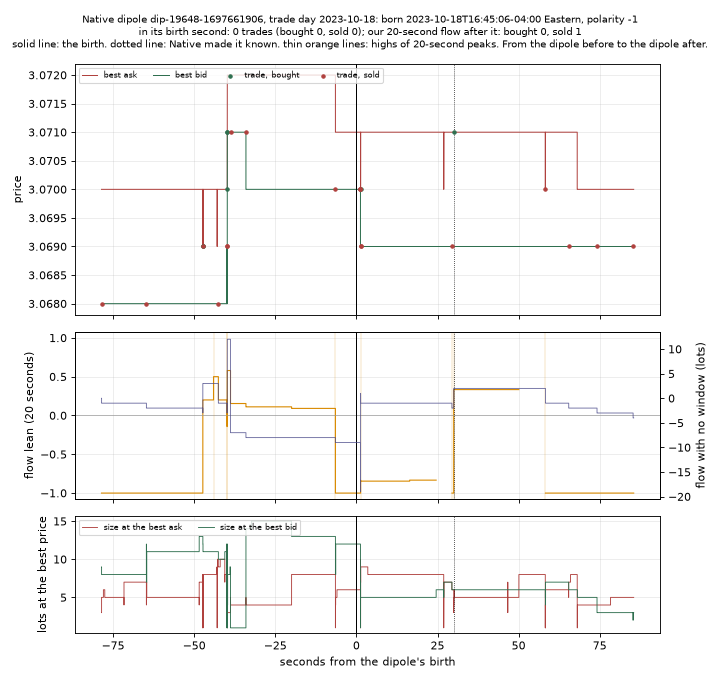 Native dipole dip-19648-1697661906, trade day 2023-10-18: born 2023-10-18T16:45:06-04:00 Eastern, polarity -1
in its birth second: 0 trades (bought 0, sold 0); our 20-second flow after it: bought 0, sold 1
solid line: the birth. dotted line: Native made it known. thin orange lines: highs of 20-second peaks. From the dipole before to the dipole after.
best ask best bid trade, bought trade, sold
3.0720
3.0715
3.0710
3.0705
3.0700
3.0695
3.0690
3.0685
3.0680
price
1.0
0.5
0.0
−0.5
−1.0
flow lean (20 seconds)
10
5
0
−5
−10
−15
−20
flow with no window (lots)
size at the best ask size at the best bid
15
10
5
lots at the best price
−75 −50 −25 0 25 50 75
seconds from the dipole's birth